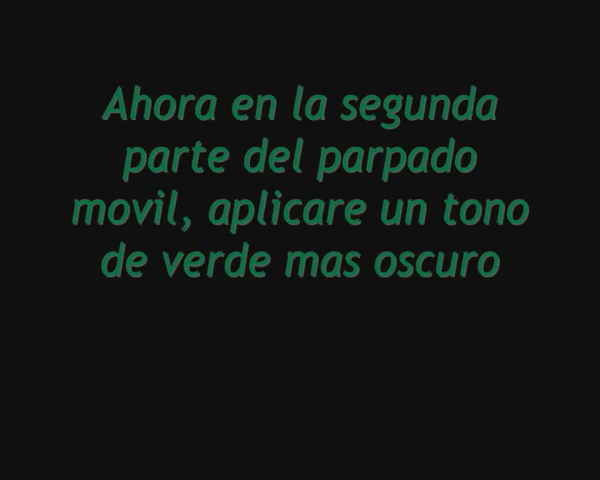 Ahora en la segunda
parte del parpado
movil, aplicare un tono
de verde mas oscuro